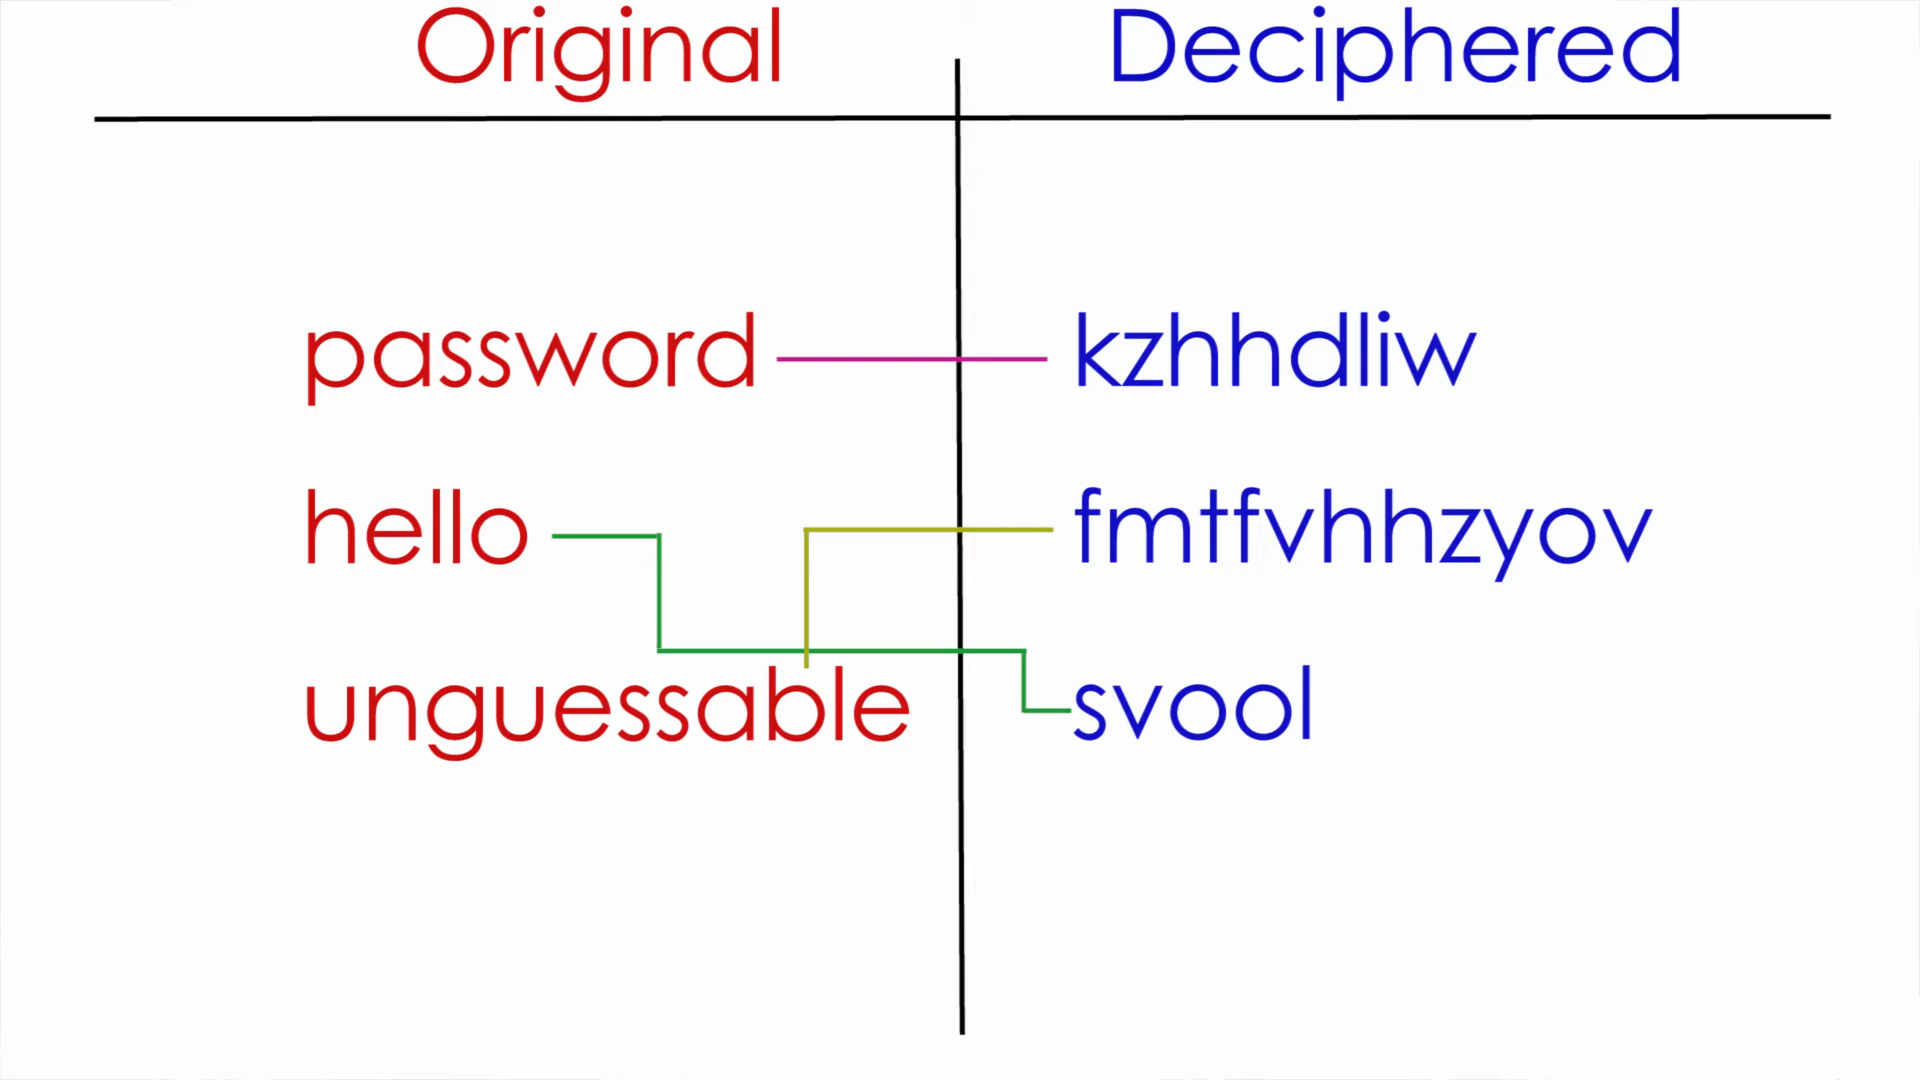 Original Deciphered
password kzhhdliw
hello fmtfvhhzyov
unguessable svool